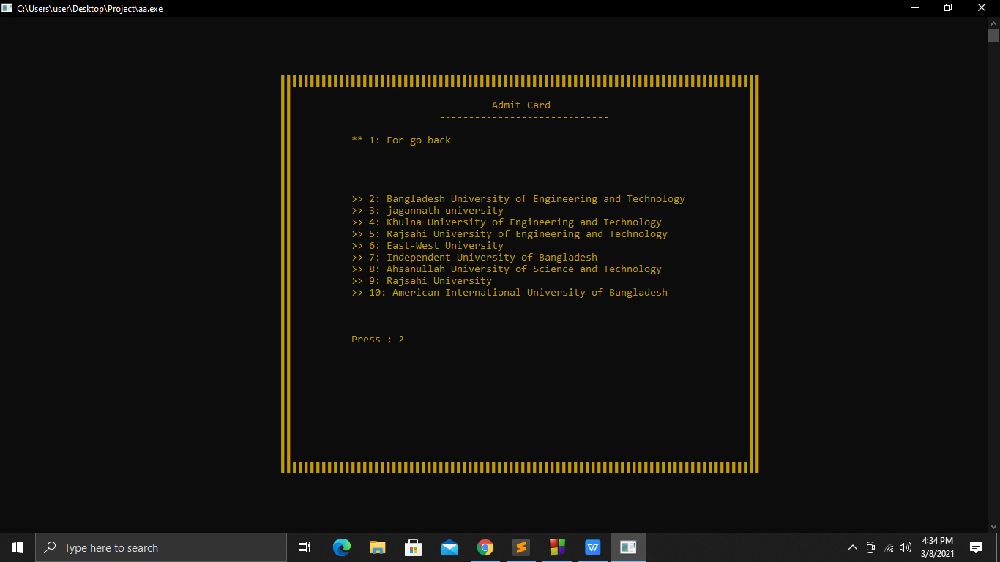 C:\Users\user\Desktop\Project\aa.exe
Admit Card
-----------------------------
** 1: For go back
>> 2: Bangladesh University of Engineering and Technology
>> 3: jagannath university
>> 4: Khulna University of Engineering and Technology
>> 5: Rajsahi University of Engineering and Technology
>> 6: East-West University
>> 7: Independent University of Bangladesh
>> 8: Ahsanullah University of Science and Technology
>> 9: Rajsahi University
>> 10: American International University of Bangladesh
Press : 2
Type here to search
4:34 PM
3/8/2021